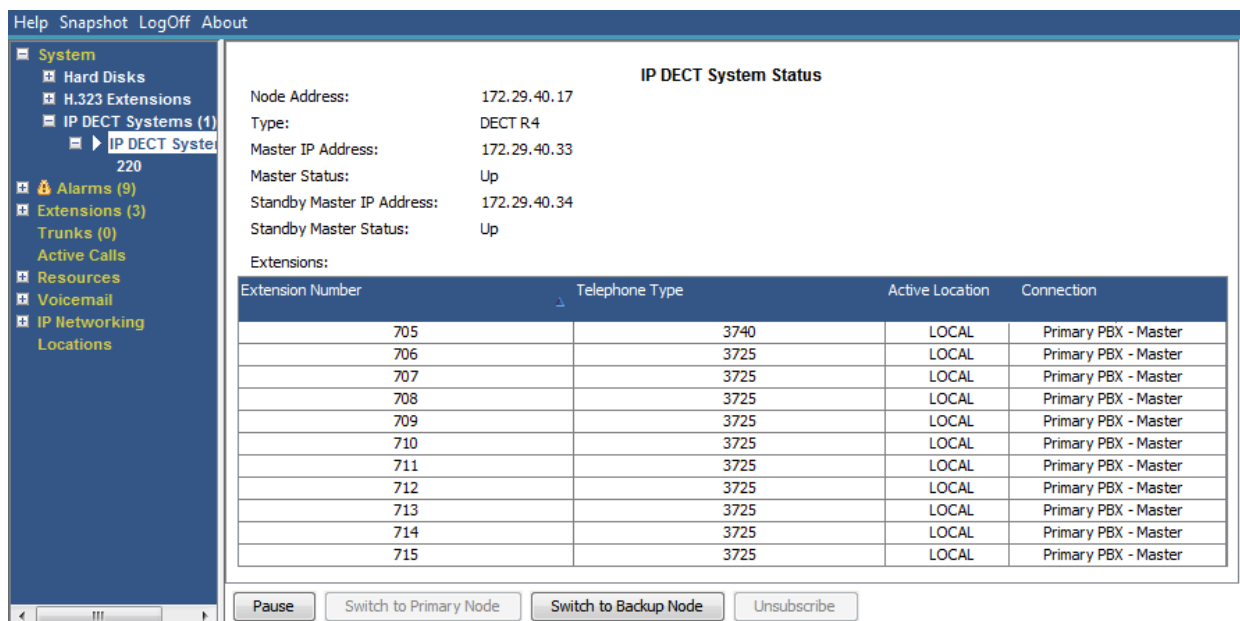 Help Snapshot LogOff About
System
Hard Disks
H.323 Extensions
IP DECT Systems (1)
IP DECT System
220
Alarms (9)
Extensions (3)
Trunks (0)
Active Calls
Resources
Voicemail
IP Networking
Locations
IP DECT System Status
Node Address: 172.29.40.17
Type: DECT R4
Master IP Address: 172.29.40.33
Master Status: Up
Standby Master IP Address: 172.29.40.34
Standby Master Status: Up
Extensions:
Extension Number Telephone Type Active Location Connection
705 3740 LOCAL Primary PBX - Master
706 3725 LOCAL Primary PBX - Master
707 3725 LOCAL Primary PBX - Master
708 3725 LOCAL Primary PBX - Master
709 3725 LOCAL Primary PBX - Master
710 3725 LOCAL Primary PBX - Master
711 3725 LOCAL Primary PBX - Master
712 3725 LOCAL Primary PBX - Master
713 3725 LOCAL Primary PBX - Master
714 3725 LOCAL Primary PBX - Master
715 3725 LOCAL Primary PBX - Master
Pause Switch to Primary Node Switch to Backup Node Unsubscribe